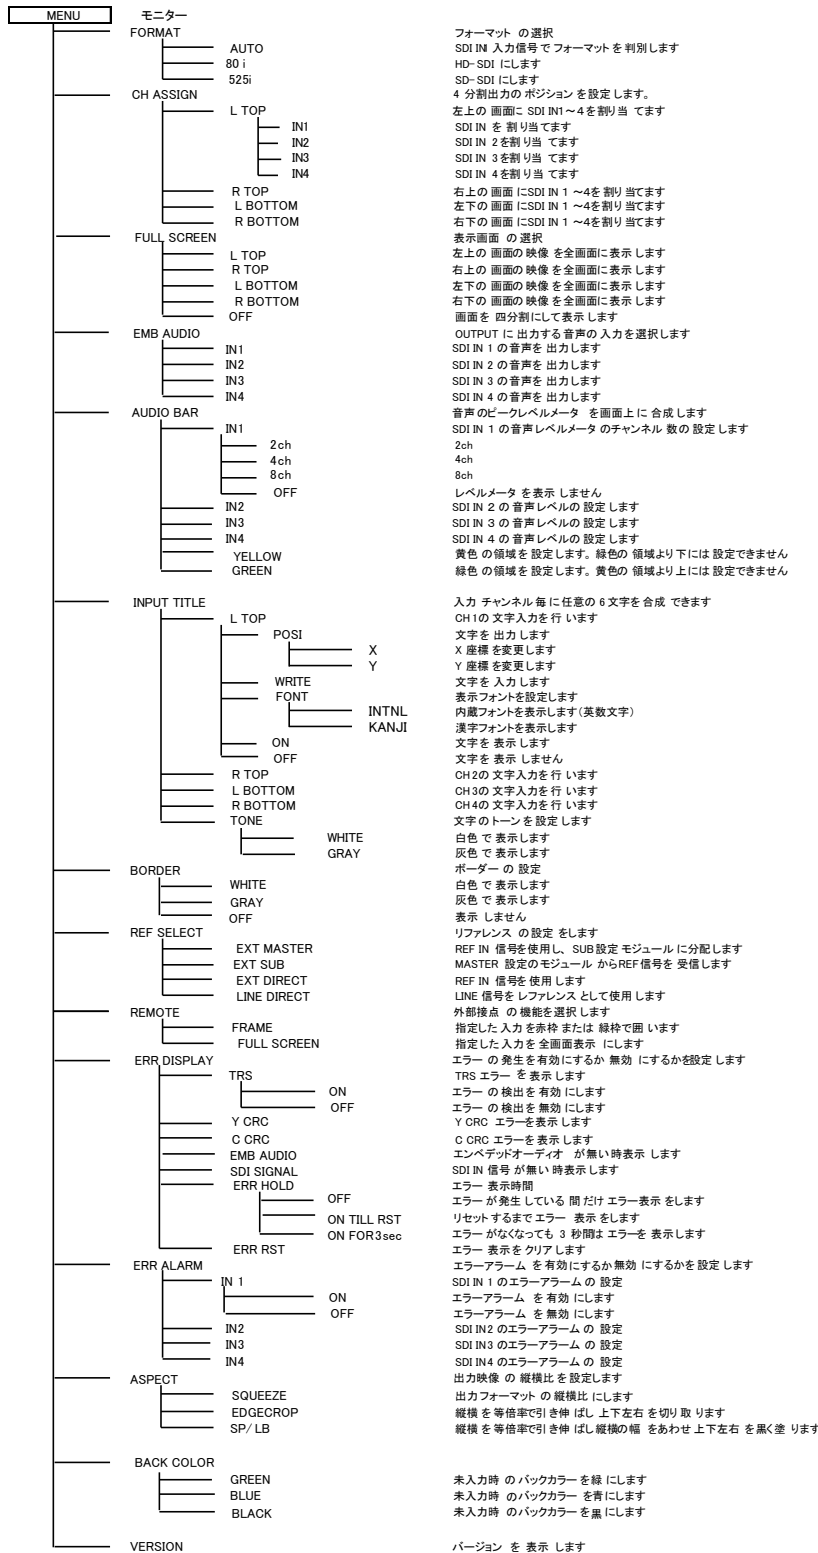 MENU モニター
FORMAT フォーマット の選択
AUTO SDI IN 入力信号でフォーマットを判別します
80 i HD-SDI にします
525i SD-SDI にします
CH ASSIGN 4 分割出力のポジションを設定します。
L TOP 左上の画面に SDI IN1~4を割り当 てます
IN1 SDI IN を 割り当てます
IN2 SDI IN 2を割り当 てます
IN3 SDI IN 3を割り当 てます
IN4 SDI IN 4を割り当 てます
R TOP 右上の画面にSDI IN 1 ~4を割り当てます
L BOTTOM 左下の画面にSDI IN 1 ~4を割り当てます
R BOTTOM 右下の画面にSDI IN 1 ~4を割り当てます
FULL SCREEN 表示画面 の選択
L TOP 左上の画面の映像を全画面に表示します
R TOP 右上の画面の映像を全画面に表示します
L BOTTOM 左下の画面の映像を全画面に表示します
R BOTTOM 右下の画面の映像を全画面に表示します
OFF 画面を 四分割にして表示します
EMB AUDIO OUTPUT に出力する音声の入力を選択します
IN1 SDI IN 1 の音声を出力します
IN2 SDI IN 2 の音声を出力します
IN3 SDI IN 3 の音声を出力します
IN4 SDI IN 4 の音声を出力します
AUDIO BAR 音声のピークレベルメータ を画面上に合成します
IN1 SDI IN 1 の音声レベルメータのチャンネル数の設定します
2ch 2ch
4ch 4ch
8ch 8ch
OFF レベルメータ を表示しません
IN2 SDI IN 2 の音声レベルの設定します
IN3 SDI IN 3 の音声レベルの設定します
IN4 SDI IN 4 の音声レベルの設定します
YELLOW 黄色の領域を設定します。緑色の領域より下には設定できません
GREEN 緑色の領域を設定します。黄色の領域より上には設定できません
INPUT TITLE 入力チャンネル毎に任意の6文字を合成 できます
L TOP CH1の文字入力を行います
POSI 文字を出力します
X X 座標を変更します
Y Y 座標を変更します
WRITE 文字を入力します
FONT 表示フォントを設定します
INTNL 内蔵フォントを表示します(英数文字)
KANJI 漢字フォントを表示します
ON 文字を表示します
OFF 文字を表示しません
R TOP CH2の文字入力を行います
L BOTTOM CH3の文字入力を行います
R BOTTOM CH4の文字入力を行います
TONE 文字のトーンを設定します
WHITE 白色で表示します
GRAY 灰色で表示します
BORDER ボーダー の設定
WHITE 白色で表示します
GRAY 灰色で表示します
OFF 表示しません
REF SELECT リファレンス の設定をします
EXT MASTER REF IN 信号を使用し、SUB設定モジュールに分配します
EXT SUB MASTER 設定のモジュールからREF信号を受信します
EXT DIRECT REF IN 信号を使用します
LINE DIRECT LINE 信号をレファレンスとして使用します
REMOTE 外部接点 の機能を選択します
FRAME 指定した入力を赤枠または緑枠で囲います
FULL SCREEN 指定した入力を全画面表示 にします
ERR DISPLAY エラーの発生を有効にするか無効にするかを設定します
TRS TRS エラー を表示します
ON エラーの検出を有効にします
OFF エラーの検出を無効にします
Y CRC Y CRC エラーを表示します
C CRC C CRC エラーを表示します
EMB AUDIO エンベデッドオーディオ が無い時表示します
SDI SIGNAL SDI IN 信号が無い時表示します
ERR HOLD エラー表示時間
OFF エラーが発生している間だけエラー表示をします
ON TILL RST リセットするまでエラー 表示をします
ON FOR3sec エラーがなくなっても 3 秒間はエラーを表示します
ERR RST エラー表示をクリアします
ERR ALARM エラーアラーム を有効にするか無効にするかを設定します
IN 1 SDI IN 1 のエラーアラームの設定
ON エラーアラーム を有効にします
OFF エラーアラーム を無効にします
IN2 SDI IN2 のエラーアラームの 設定
IN3 SDI IN3 のエラーアラームの 設定
IN4 SDI IN4 のエラーアラームの 設定
ASPECT 出力映像 の縦横比を設定します
SQUEEZE 出力フォーマットの縦横比にします
EDGECROP 縦横を等倍率で引き伸ばし上下左右を切り取ります
SP/LB 縦横を等倍率で引き伸ばし縦横の幅 をあわせ上下左右を黒く塗ります
BACK COLOR
GREEN 未入力時のバックカラーを緑にします
BLUE 未入力時のバックカラーを青にします
BLACK 未入力時のバックカラーを黒にします
VERSION バージョン を表示します